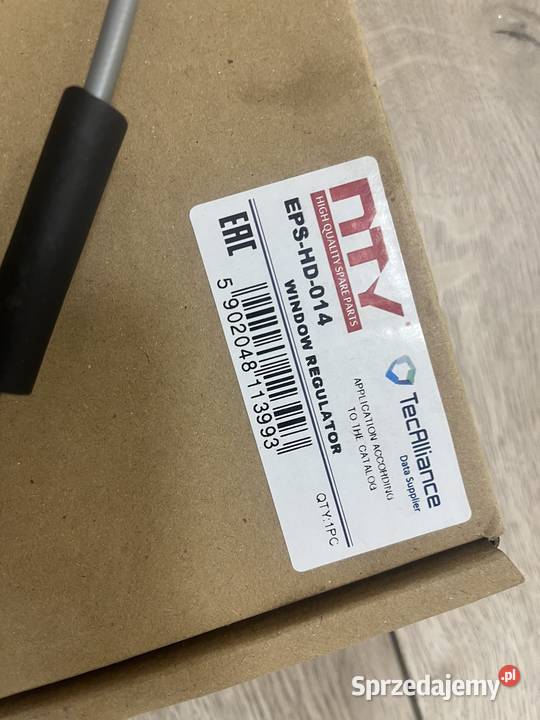 NTY
HIGH QUALITY SPARE PARTS
EPS-HD-014
WINDOW REGULATOR
EAC
5 902048 113993
TecAlliance
Data Supplier
APPLICATION ACCORDING
TO THE CATALOG
QTY:1PC
Sprzedajemy.pl